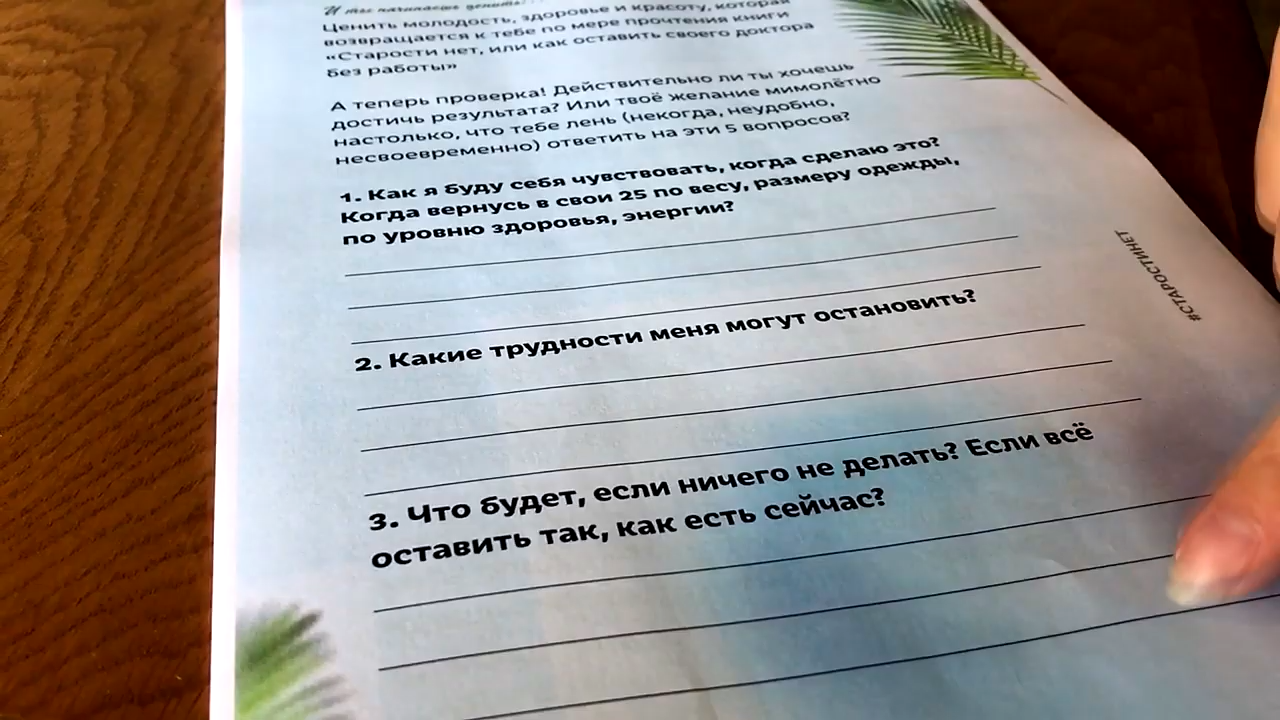 И ты начинаешь ценить!
Ценить молодость, здоровье и красоту, которая
возвращается к тебе по мере прочтения книги
«Старости нет, или как оставить своего доктора
без работы»
А теперь проверка! Действительно ли ты хочешь
достичь результата? Или твоё желание мимолётно
настолько, что тебе лень (некогда, неудобно,
несвоевременно) ответить на эти 5 вопросов?
1. Как я буду себя чувствовать, когда сделаю это?
Когда вернусь в свои 25 по весу, размеру одежды,
по уровню здоровья, энергии?
2. Какие трудности меня могут остановить?
3. Что будет, если ничего не делать? Если всё
оставить так, как есть сейчас?
#СТАРОСТИНЕТ